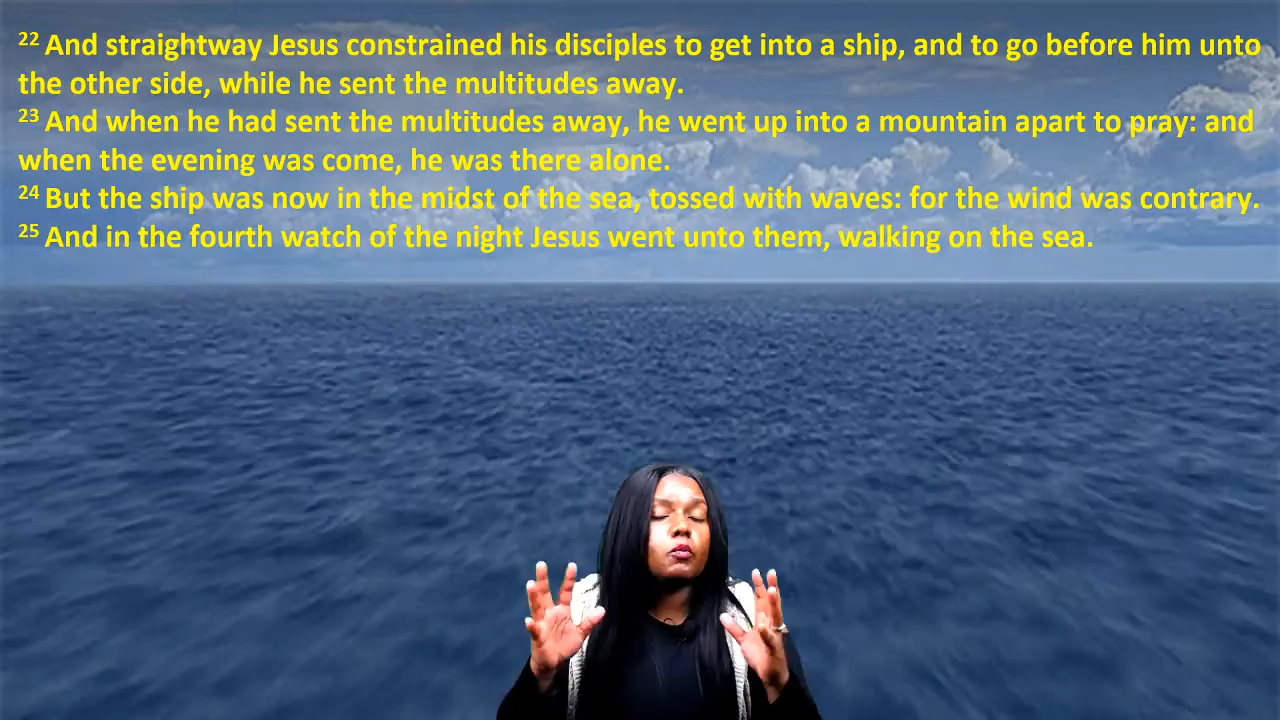 22 And straightway Jesus constrained his disciples to get into a ship, and to go before him unto
the other side, while he sent the multitudes away.
23 And when he had sent the multitudes away, he went up into a mountain apart to pray: and
when the evening was come, he was there alone.
24 But the ship was now in the midst of the sea, tossed with waves: for the wind was contrary.
25 And in the fourth watch of the night Jesus went unto them, walking on the sea.